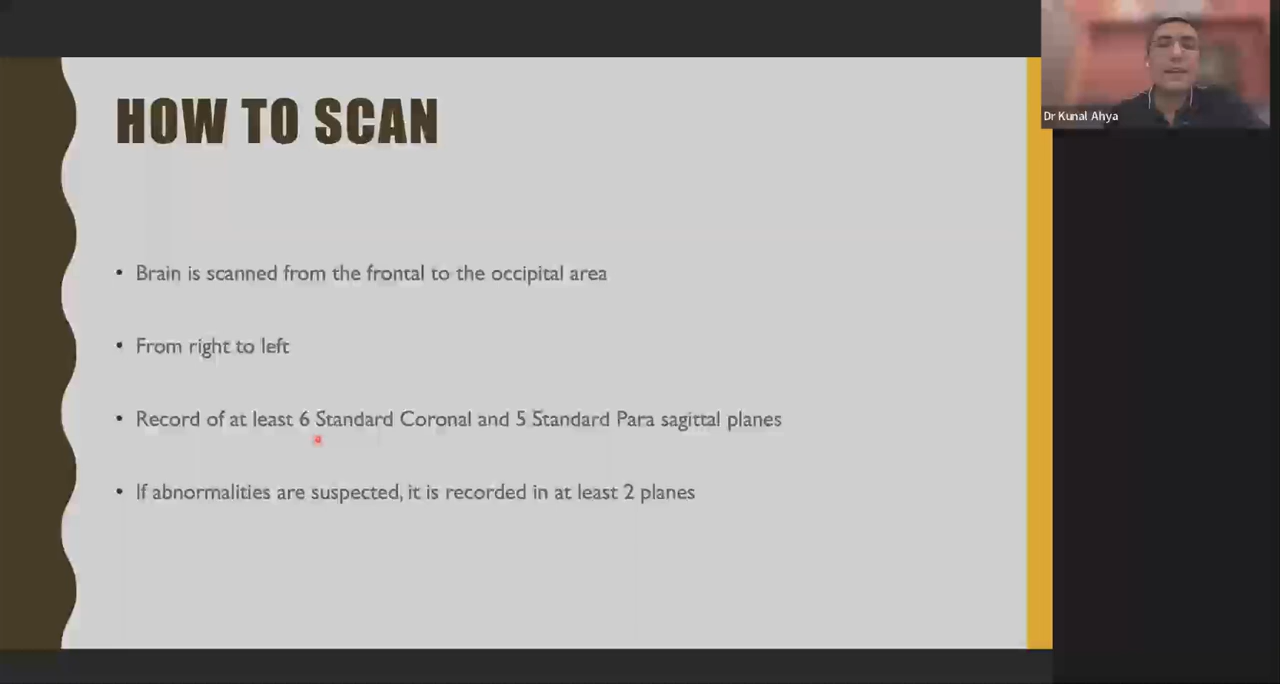 HOW TO SCAN
Dr Kunal Ahya
• Brain is scanned from the frontal to the occipital area
• From right to left
• Record of at least 6 Standard Coronal and 5 Standard Para sagittal planes
• If abnormalities are suspected, it is recorded in at least 2 planes